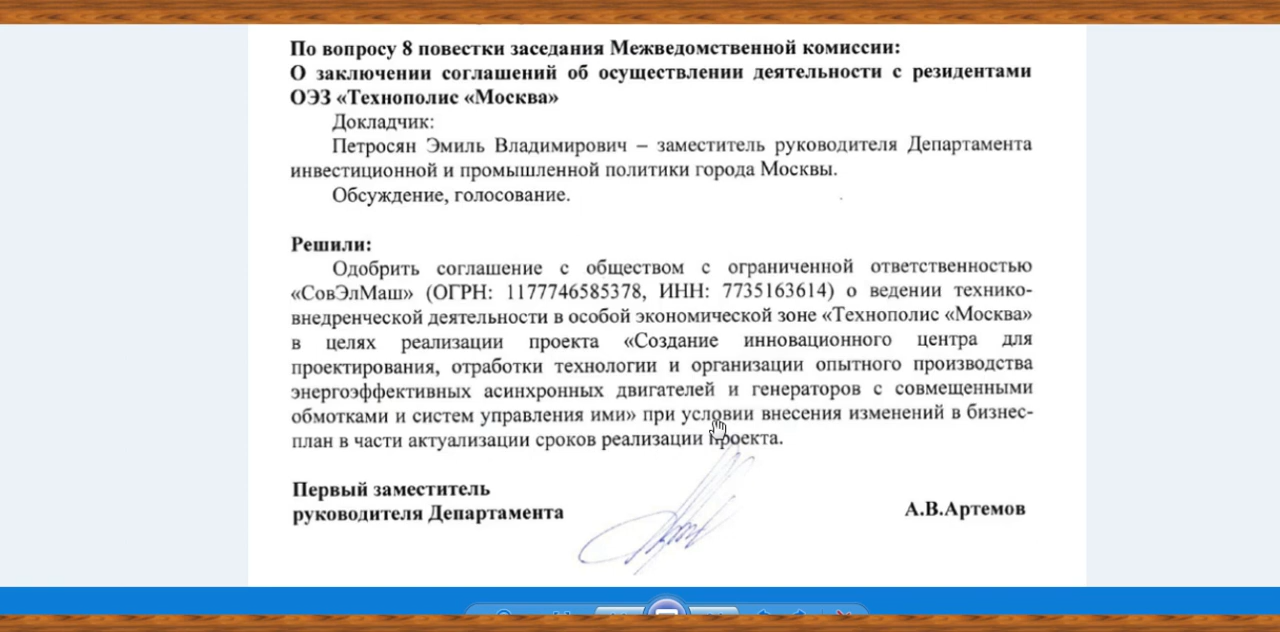 По вопросу 8 повестки заседания Межведомственной комиссии:
О заключении соглашений об осуществлении деятельности с резидентами
ОЭЗ «Технополис «Москва»
Докладчик:
Петросян Эмиль Владимирович – заместитель руководителя Департамента
инвестиционной и промышленной политики города Москвы.
Обсуждение, голосование.
Решили:
Одобрить соглашение с обществом с ограниченной ответственностью
«СовЭлМаш» (ОГРН: 1177746585378, ИНН: 7735163614) о ведении технико-
внедренческой деятельности в особой экономической зоне «Технополис «Москва»
в целях реализации проекта «Создание инновационного центра для
проектирования, отработки технологии и организации опытного производства
энергоэффективных асинхронных двигателей и генераторов с совмещенными
обмотками и систем управления ими» при условии внесения изменений в бизнес-
план в части актуализации сроков реализации проекта.
Первый заместитель
руководителя Департамента
А.В.Артемов